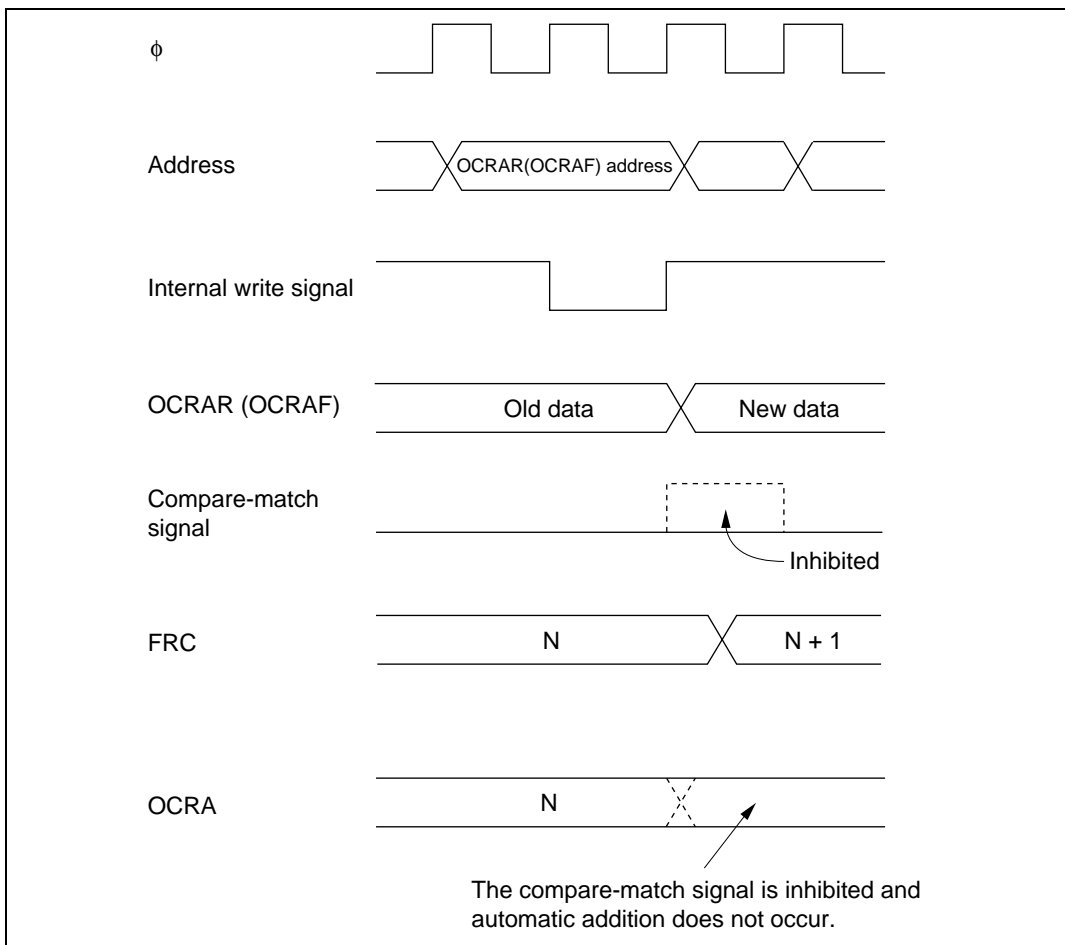 ϕ
Address
OCRAR(OCRAF) address
Internal write signal
OCRAR (OCRAF)
Old data
New data
Compare-match
signal
Inhibited
FRC
N
N + 1
OCRA
N
The compare-match signal is inhibited and
automatic addition does not occur.